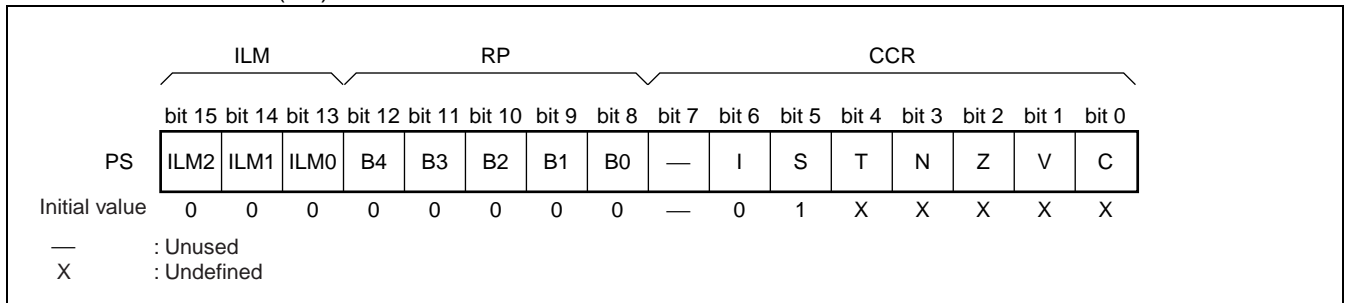 ILM RP CCR
bit 15 bit 14 bit 13 bit 12 bit 11 bit 10 bit 9 bit 8 bit 7 bit 6 bit 5 bit 4 bit 3 bit 2 bit 1 bit 0
PS ILM2 ILM1 ILM0 B4 B3 B2 B1 B0 — I S T N Z V C
Initial value 0 0 0 0 0 0 0 0 — 0 1 X X X X X
— : Unused
X : Undefined